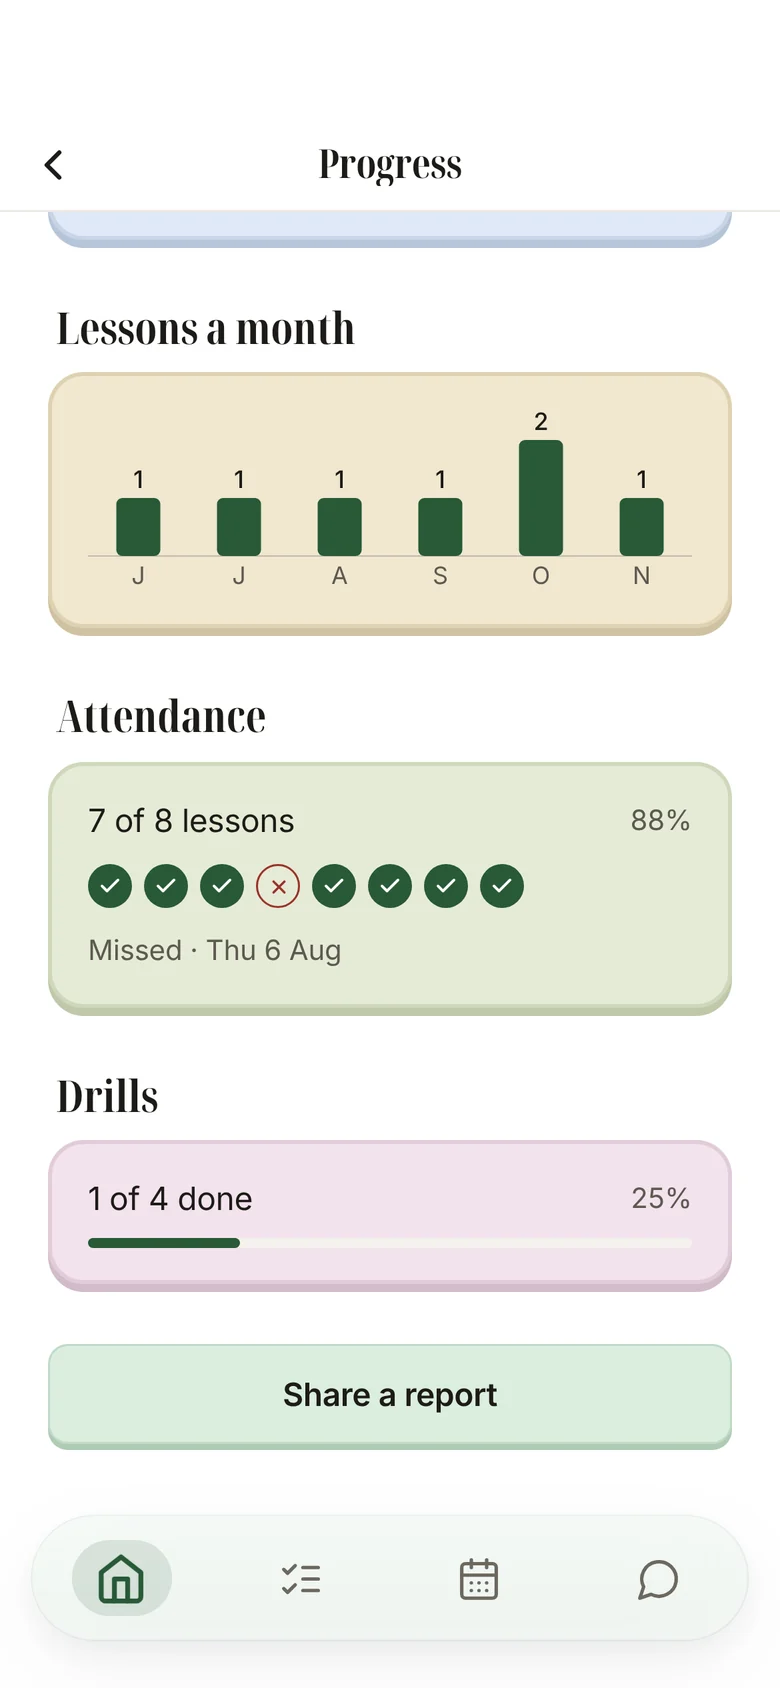 Progress
Lessons a month
1 1 1 1 2 1
J J A S O N
Attendance
7 of 8 lessons 88%
Missed · Thu 6 Aug
Drills
1 of 4 done 25%
Share a report